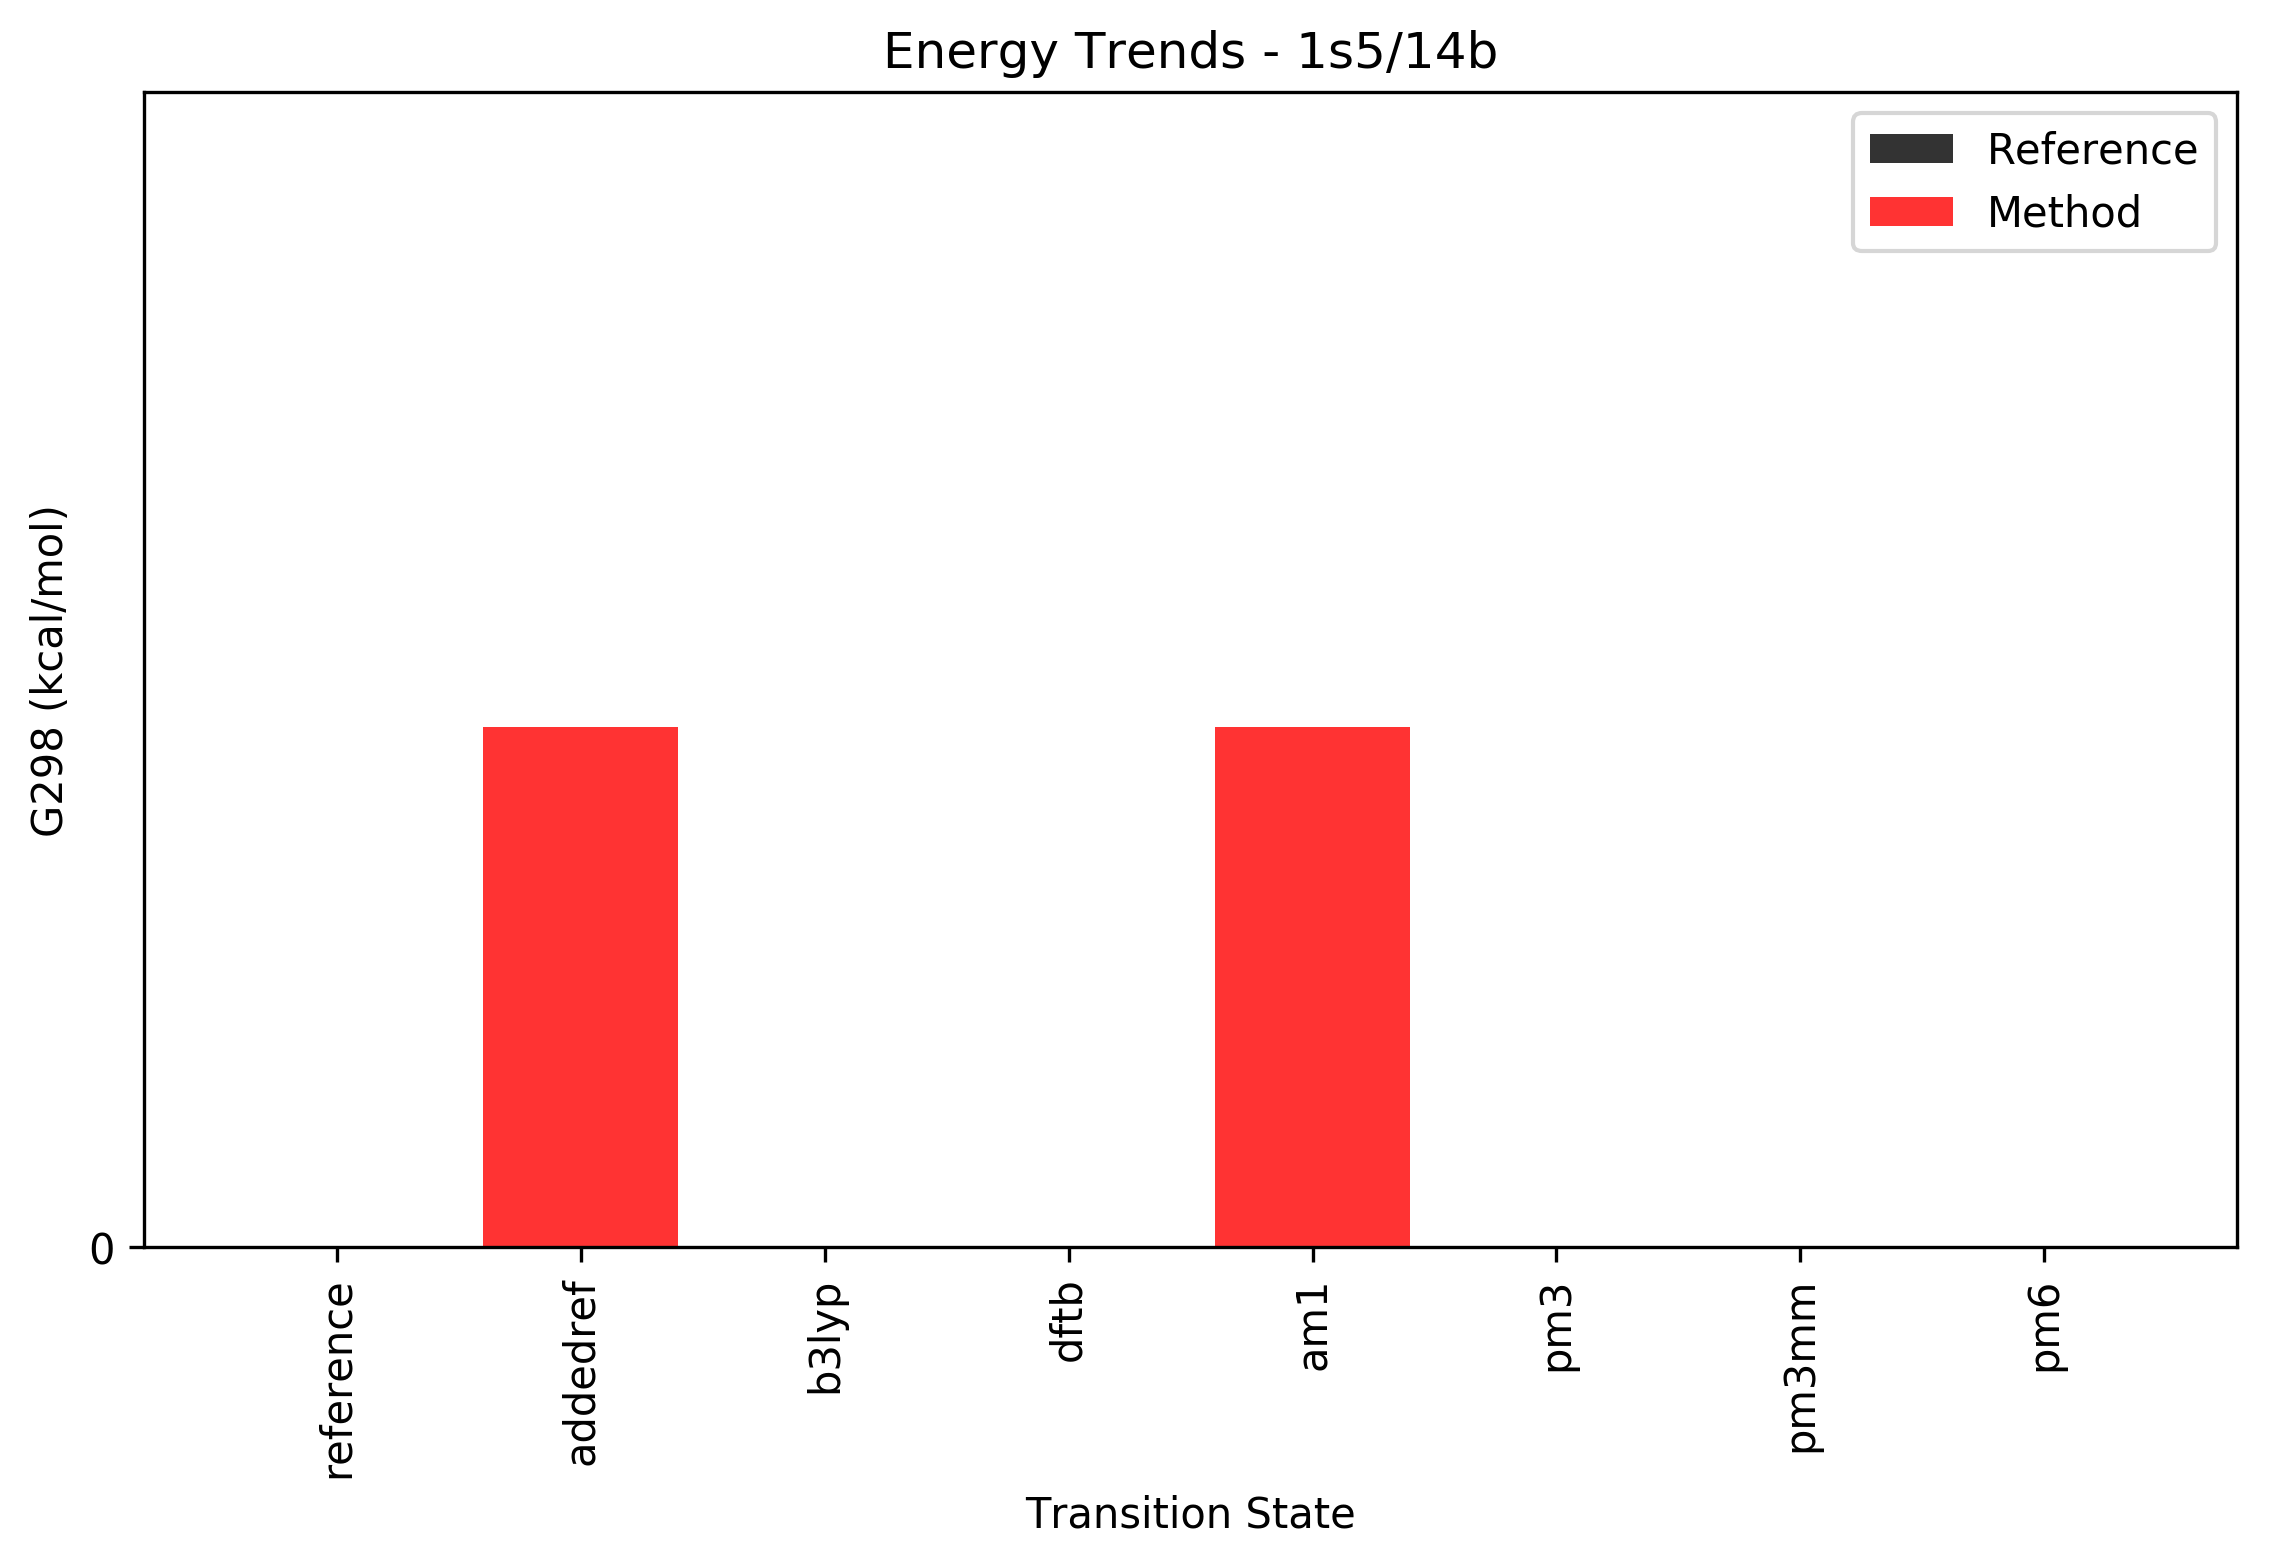 Energy Trends - 1s5/14b
Reference
Method
G298 (kcal/mol)
0
reference
addedref
b3lyp
dftb
am1
pm3
pm3mm
pm6
Transition State